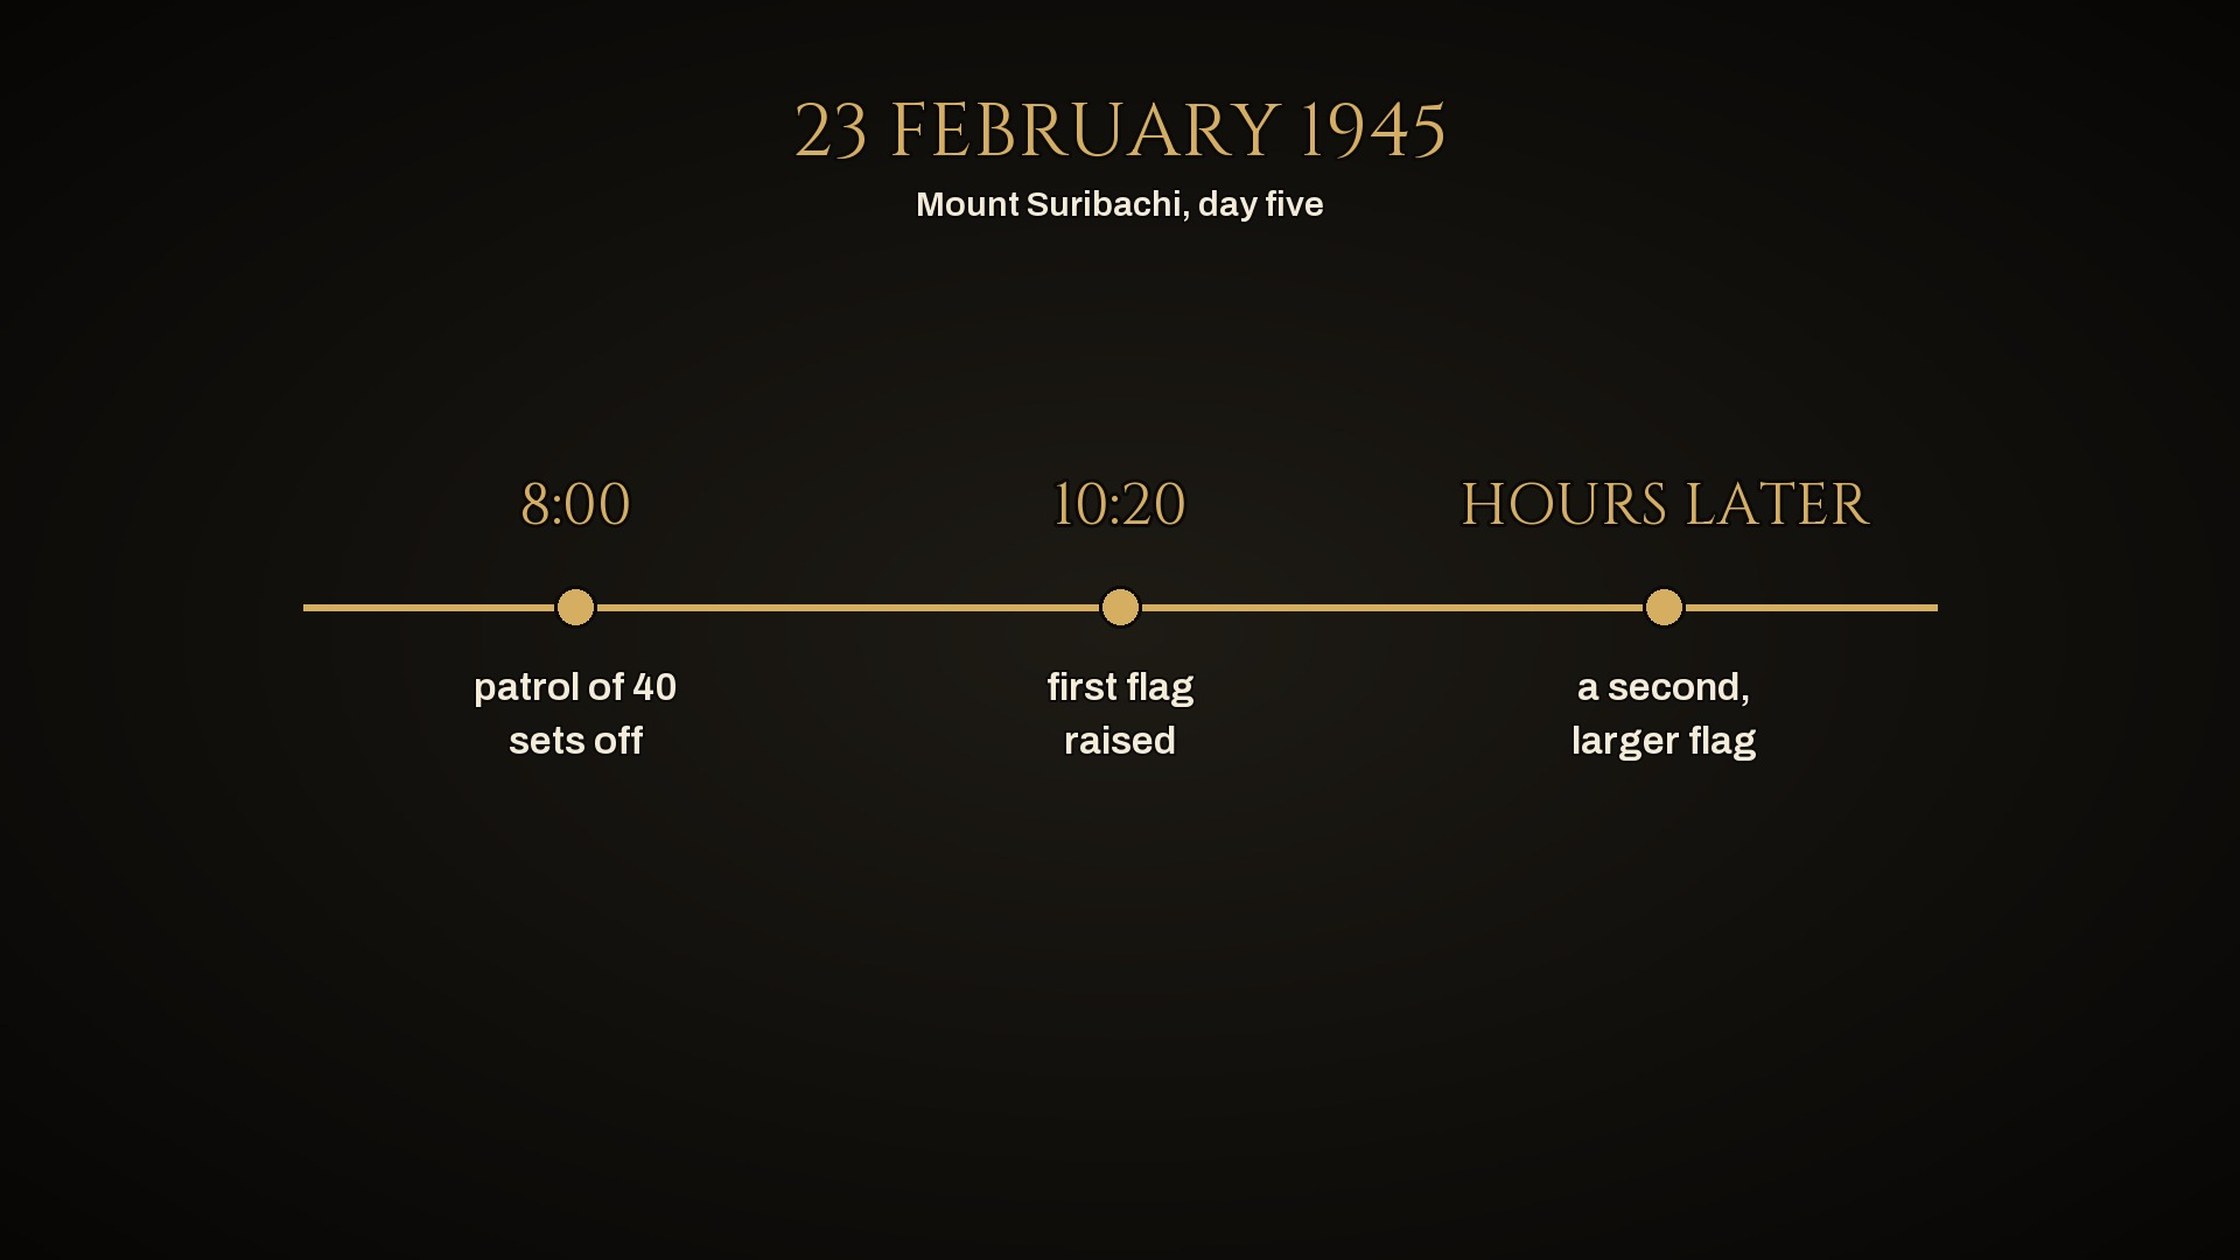 23 FEBRUARY 1945
Mount Suribachi, day five
8:00
10:20
HOURS LATER
patrol of 40
sets off
first flag
raised
a second,
larger flag